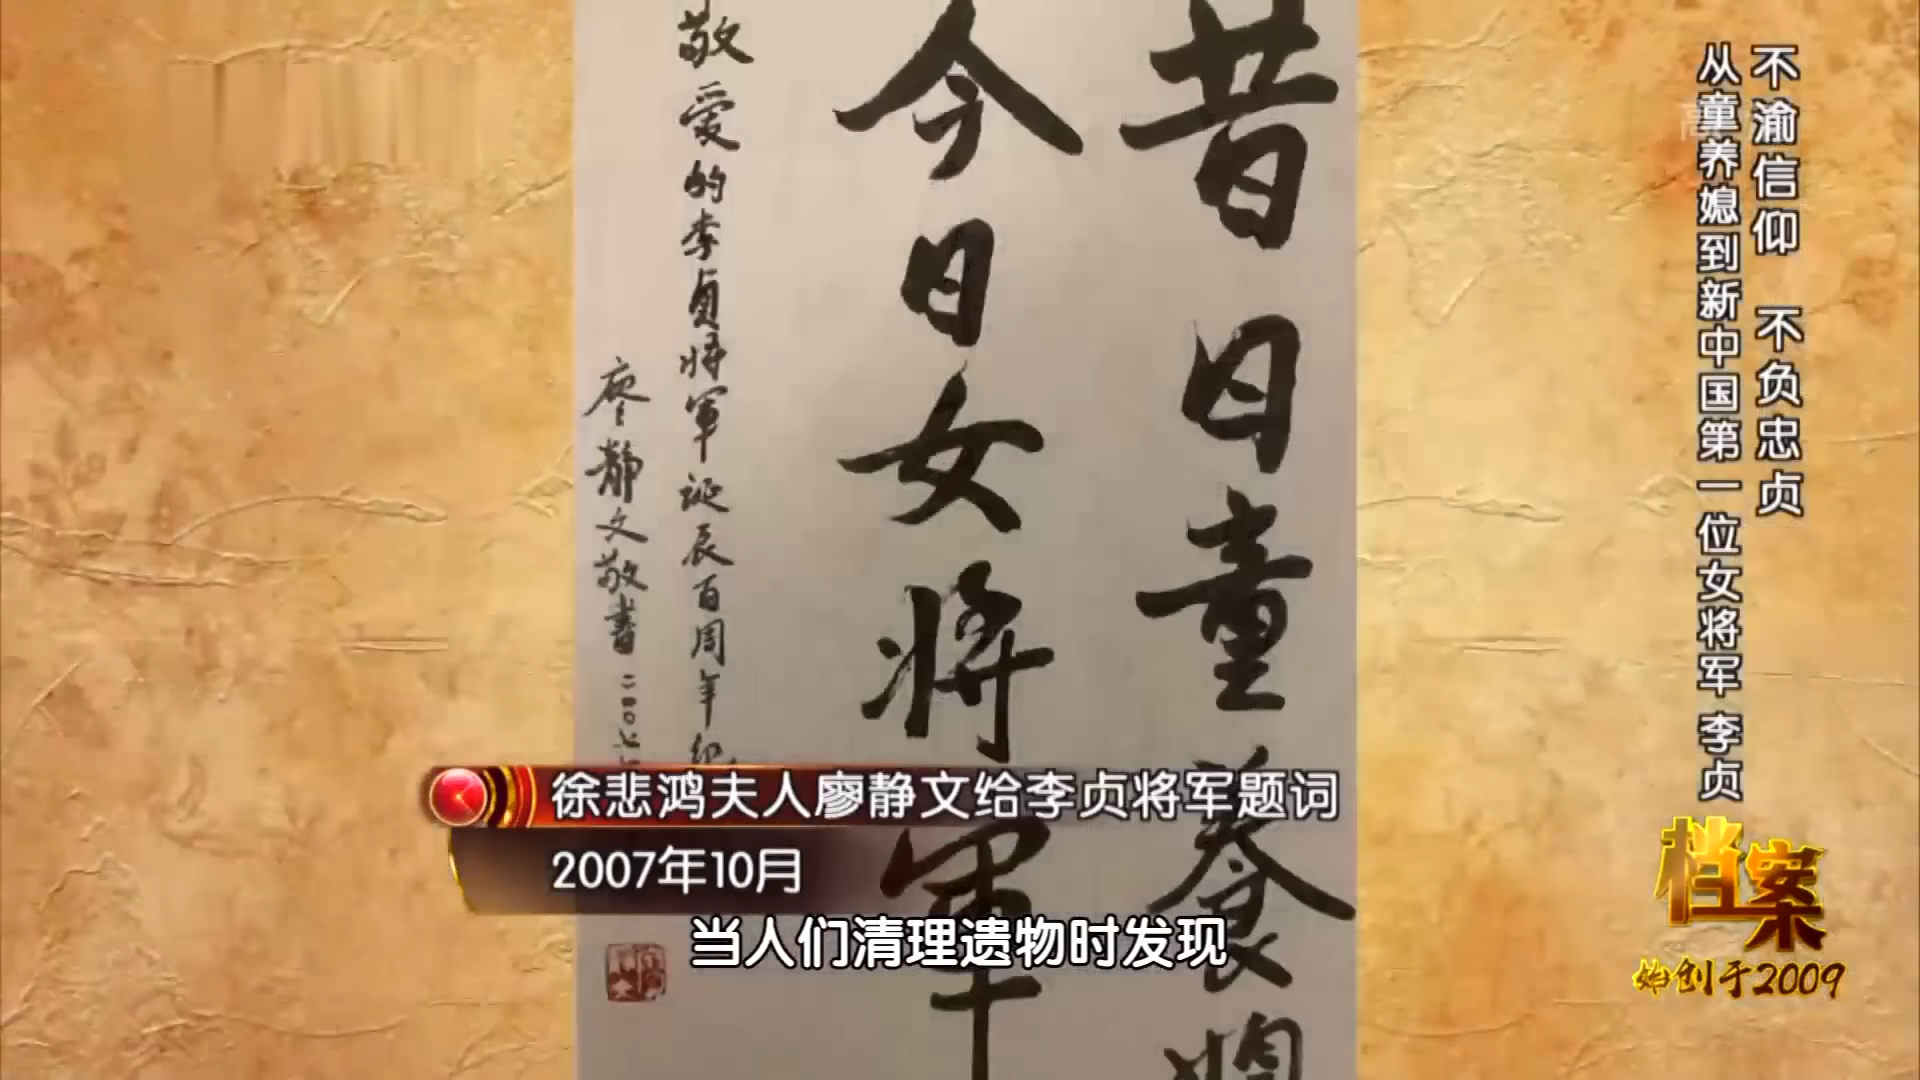 不渝信仰 不负忠贞
从童养媳到新中国第一位女将军 李贞
昔日童养媳
今日女将军
敬爱的李贞将军诞辰百周年纪
廖静文敬书 二〇〇七
徐悲鸿夫人廖静文给李贞将军题词
2007年10月
当人们清理遗物时发现
档案
始创于2009